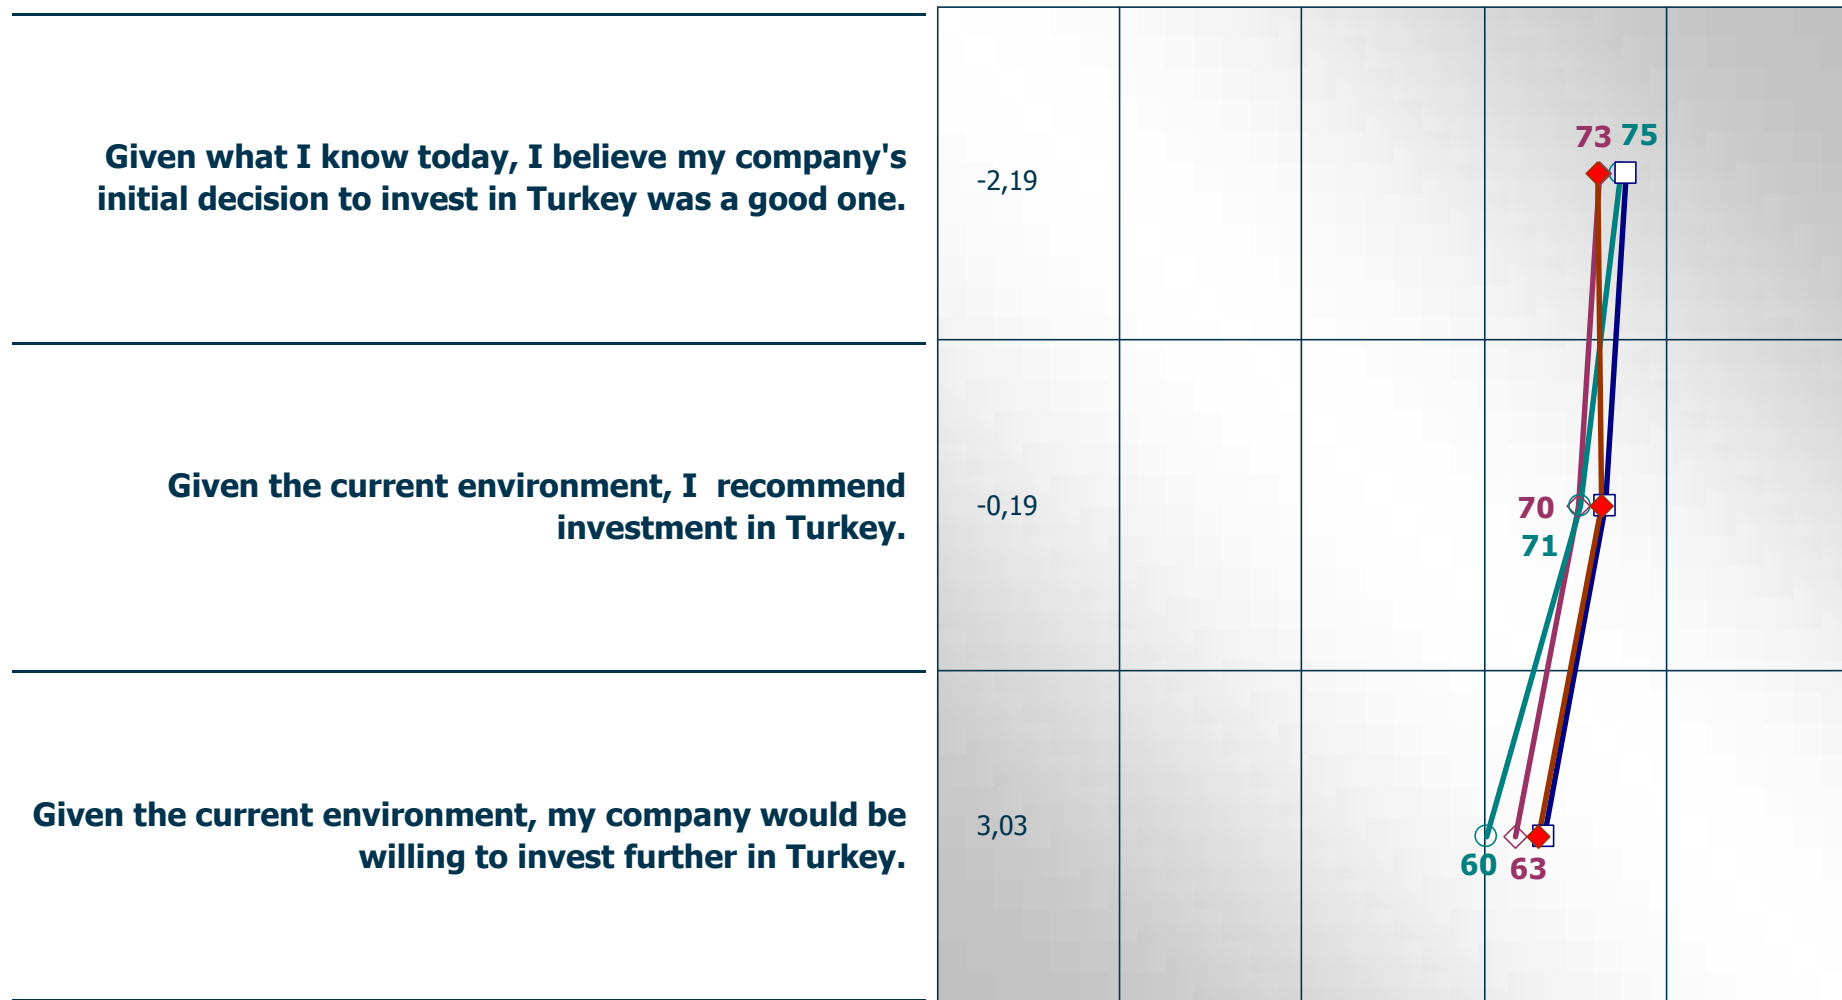 Given what I know today, I believe my company's
initial decision to invest in Turkey was a good one.
-2,19
73 75
Given the current environment, I  recommend
investment in Turkey.
-0,19
70
71
Given the current environment, my company would be
willing to invest further in Turkey.
3,03
60 63